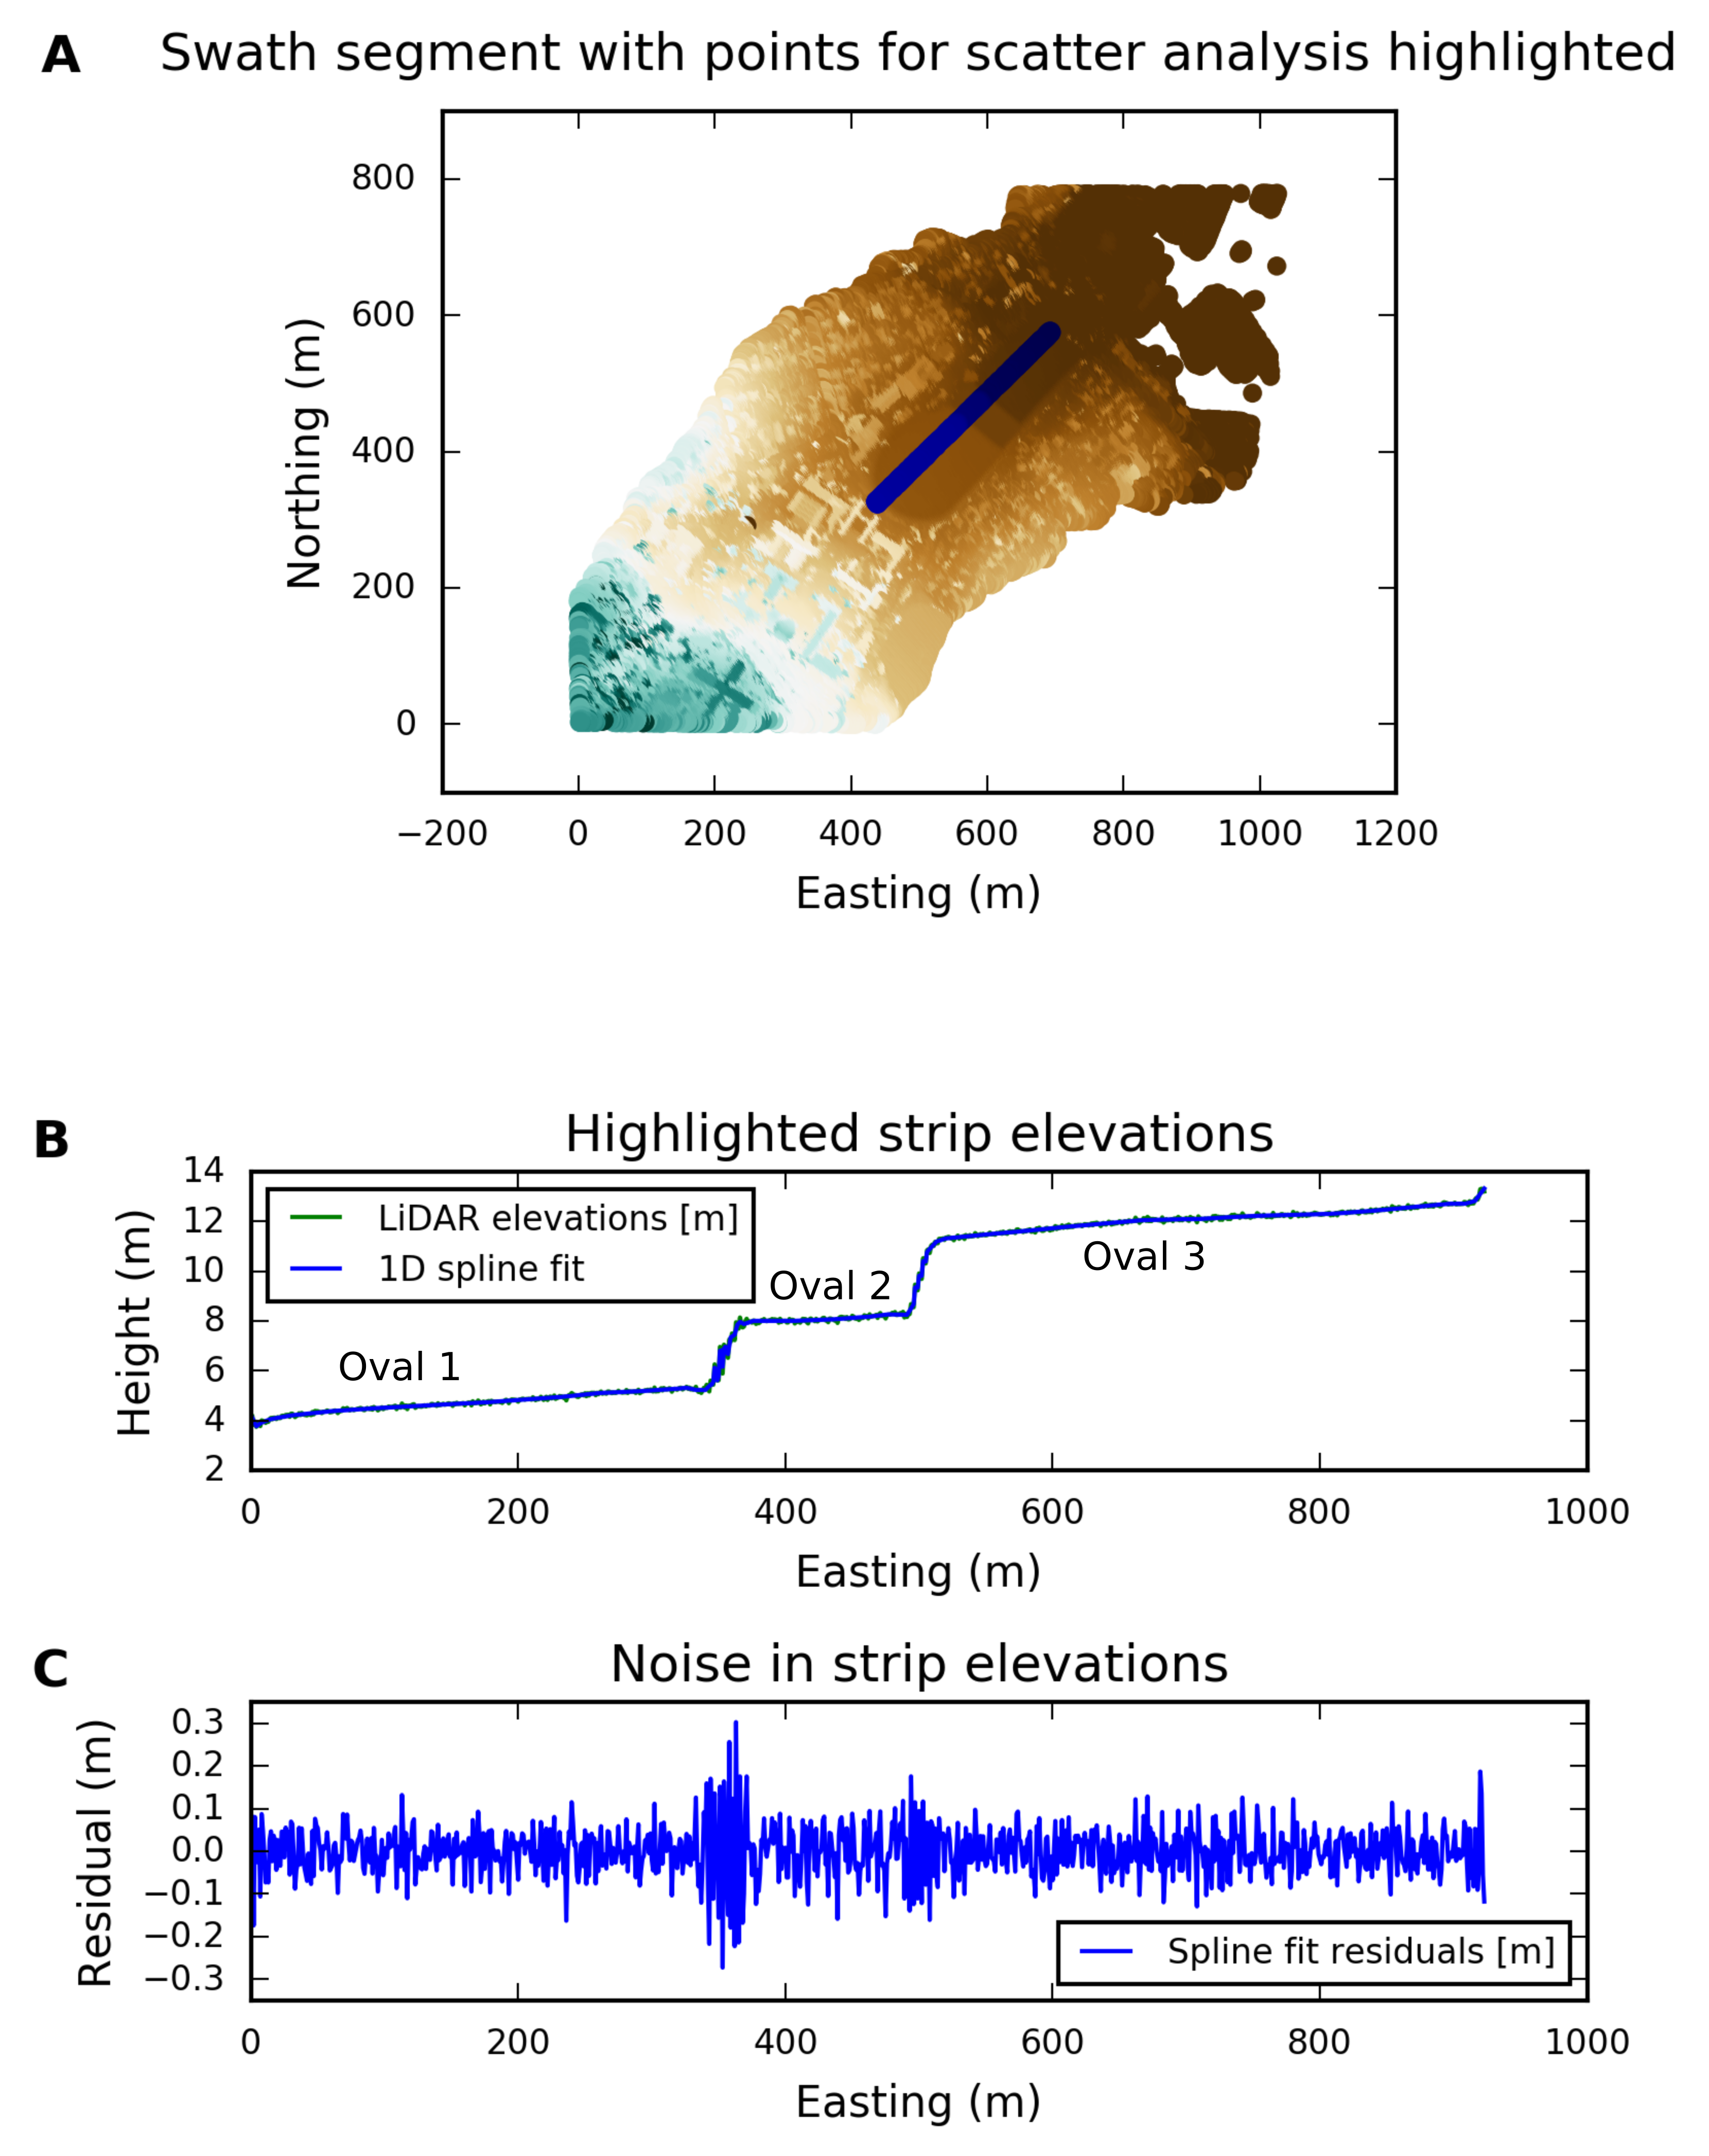 A
Swath segment with points for scatter analysis highlighted
800
600
400
200
0
Northing (m)
−200 0 200 400 600 800 1000 1200
Easting (m)
B
Highlighted strip elevations
14
12
10
8
6
4
2
Height (m)
LiDAR elevations [m]
1D spline fit
Oval 1
Oval 2
Oval 3
0 200 400 600 800 1000
Easting (m)
C
Noise in strip elevations
0.3
0.2
0.1
0.0
−0.1
−0.2
−0.3
Residual (m)
Spline fit residuals [m]
0 200 400 600 800 1000
Easting (m)